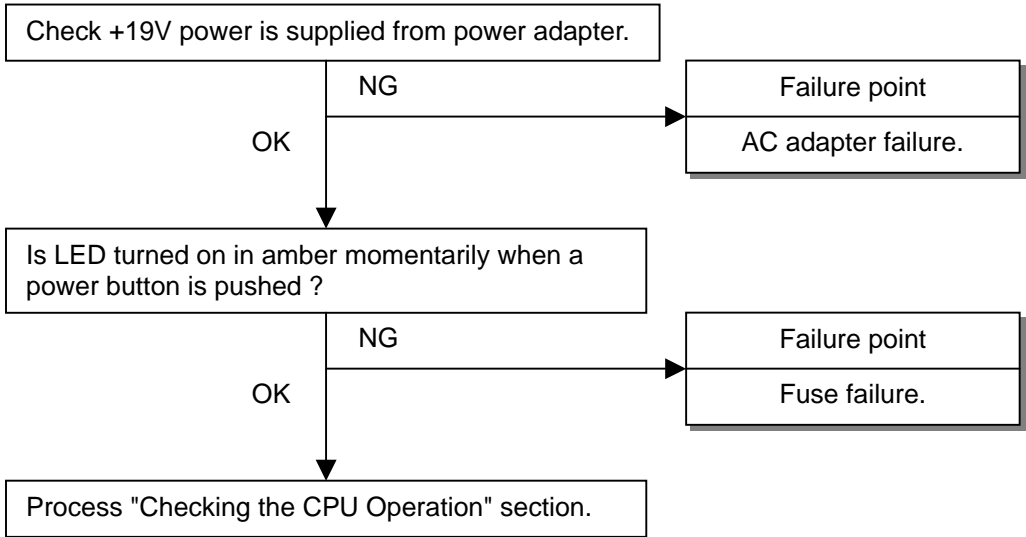 Check +19V power is supplied from power adapter.
NG
Failure point
AC adapter failure.
OK
Is LED turned on in amber momentarily when a
power button is pushed ?
NG
Failure point
Fuse failure.
OK
Process "Checking the CPU Operation" section.